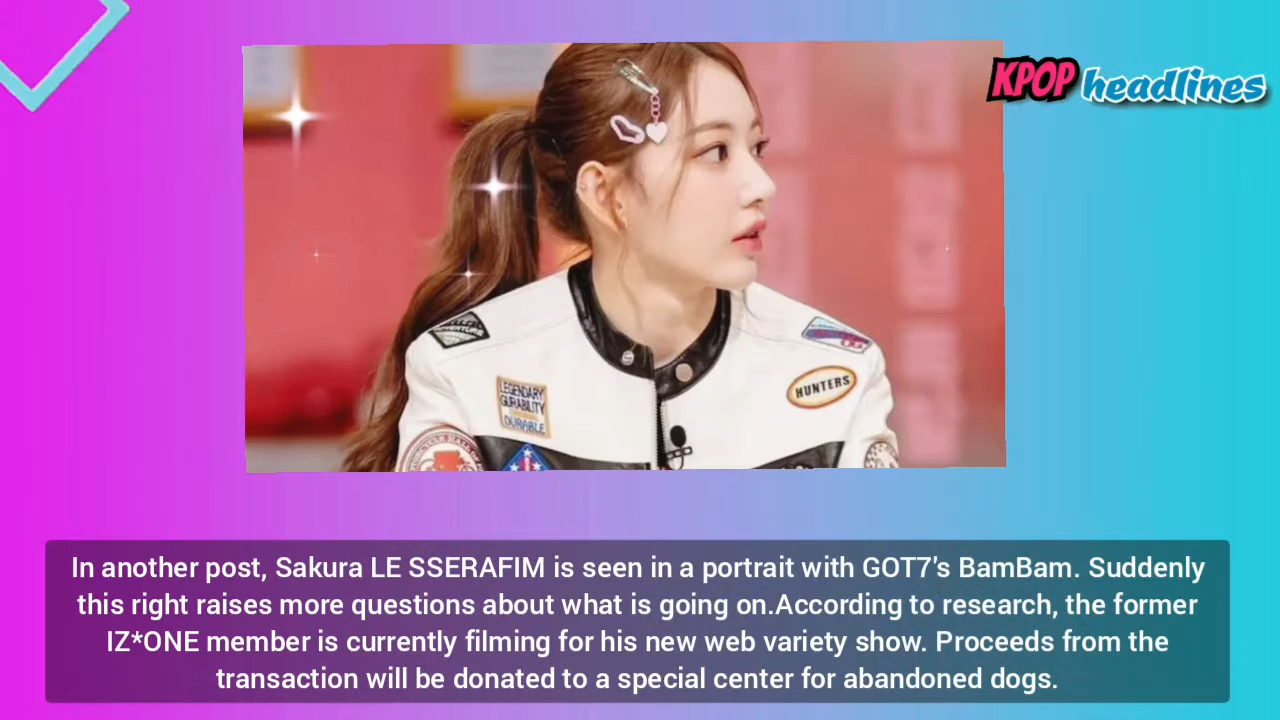 KPOP headlines
ADVENTURE
LEGENDARY
DURABLE
HUNTERS
In another post, Sakura LE SSERAFIM is seen in a portrait with GOT7's BamBam. Suddenly
this right raises more questions about what is going on.According to research, the former
IZ*ONE member is currently filming for his new web variety show. Proceeds from the
transaction will be donated to a special center for abandoned dogs.